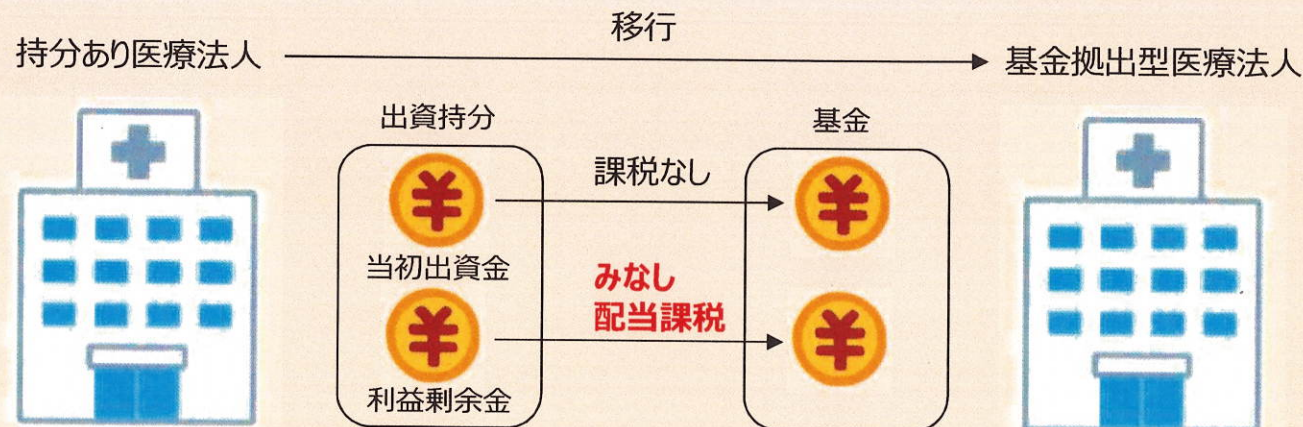 移行
持分あり医療法人
基金拠出型医療法人
出資持分
基金
課税なし
当初出資金
みなし
配当課税
利益剰余金